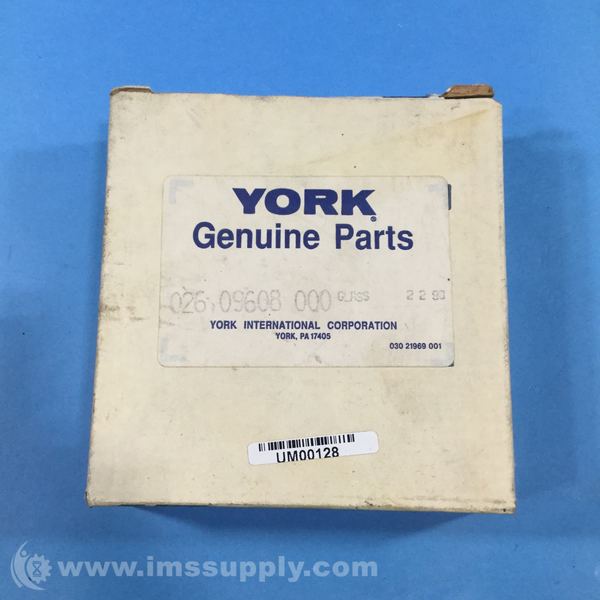 YORK®
Genuine Parts
026 09608 000 GLASS 2 2 90
YORK INTERNATIONAL CORPORATION
YORK, PA 17405
030 21969 001
UM00128
www.imssupply.com